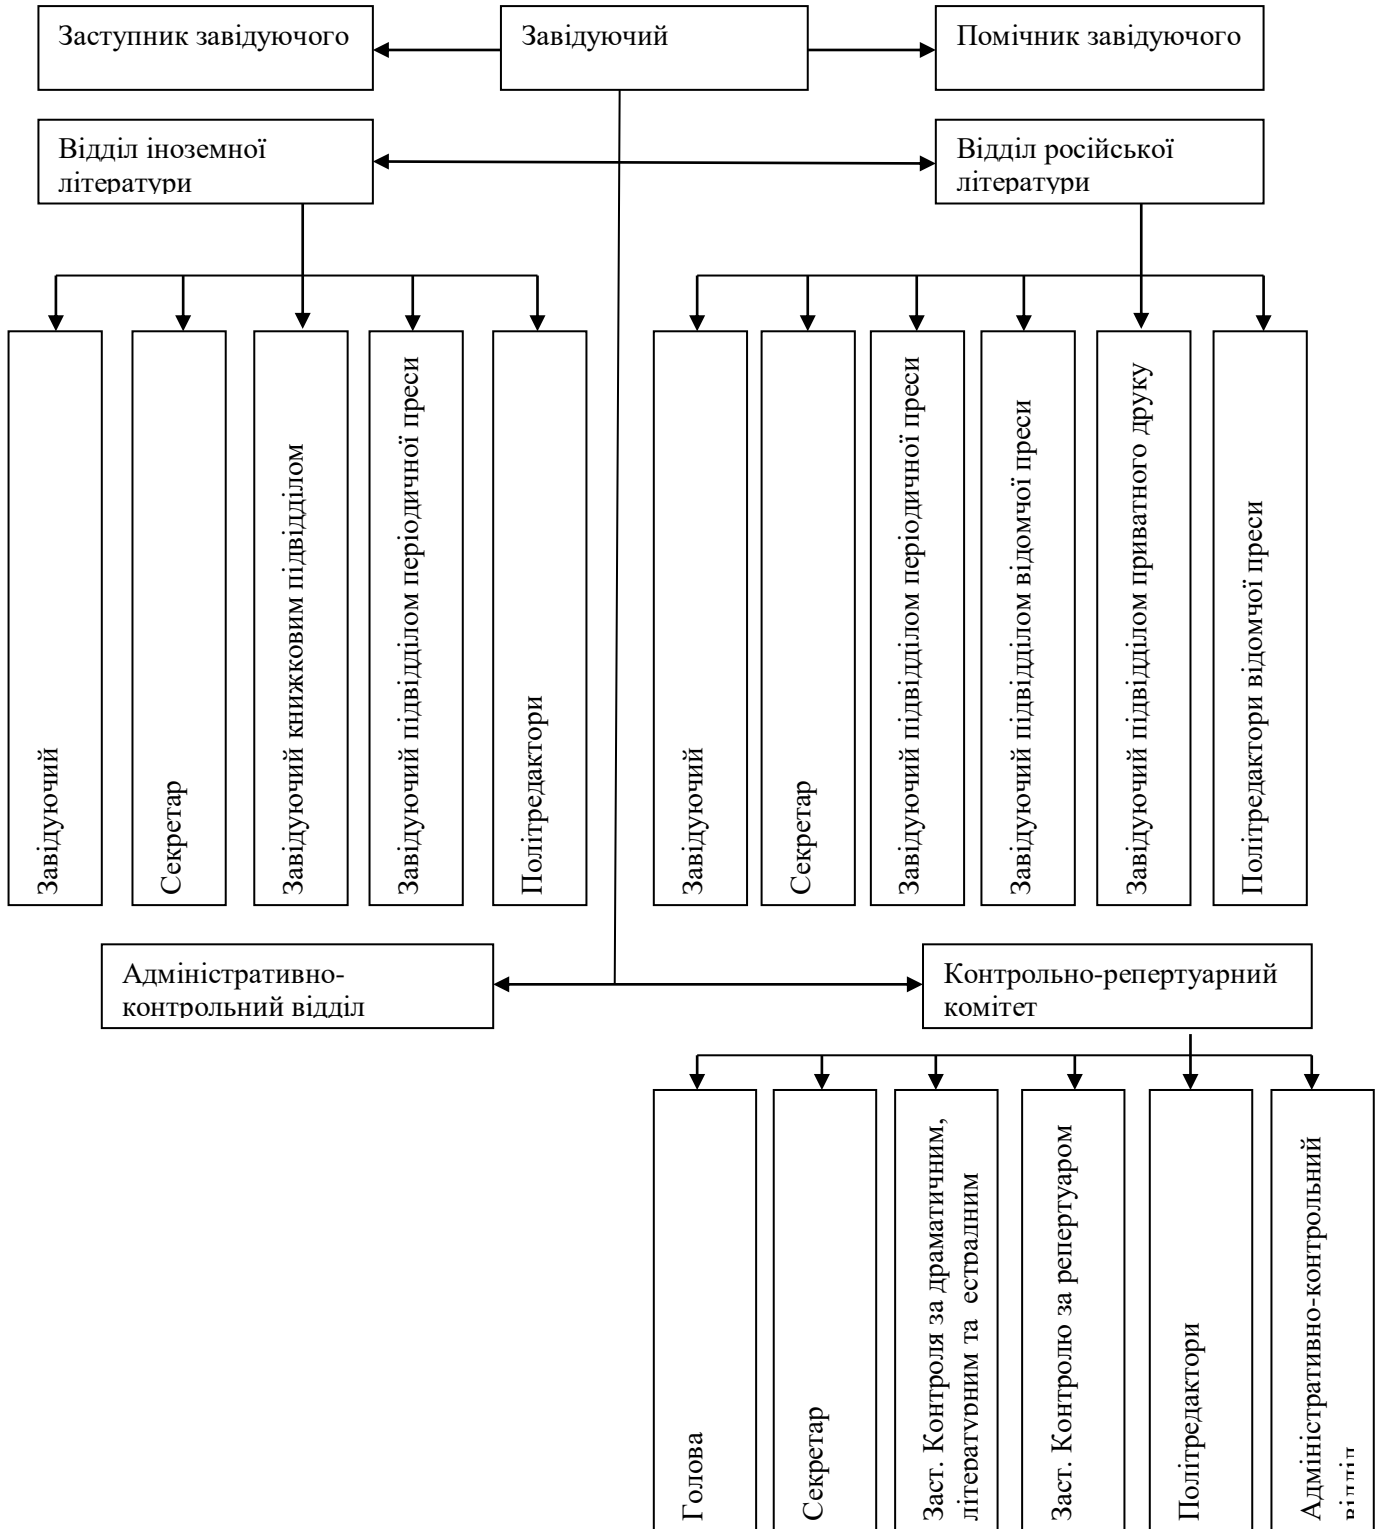 Заступник завідуючого
Завідуючий
Помічник завідуючого
Відділ іноземної
літератури
Відділ російської
літератури
Завідуючий
Секретар
Завідуючий книжковим підвідділом
Завідуючий підвідділом періодичної преси
Політредактори
Завідуючий
Секретар
Завідуючий підвідділом періодичної преси
Завідуючий підвідділом відомчої преси
Завідуючий підвідділом приватного друку
Політредактори відомчої преси
Адміністративно-
контрольний відділ
Контрольно-репертуарний
комітет
Голова
Секретар
Заст. Контроля за драматичним,
літературним та естрадним
Заст. Контролю за репертуаром
Політредактори
Адміністративно-контрольний
відділ